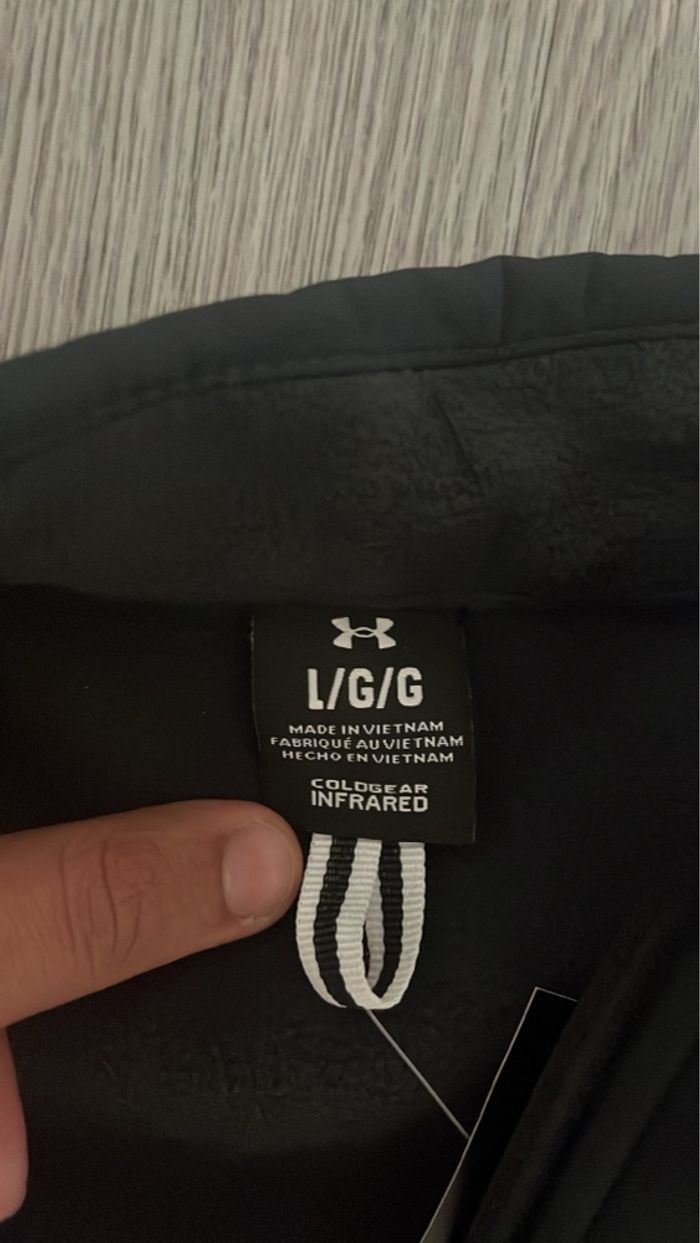 L/G/G
MADE IN VIETNAM
FABRIQUÉ AU VIETNAM
HECHO EN VIETNAM
COLDGEAR
INFRARED